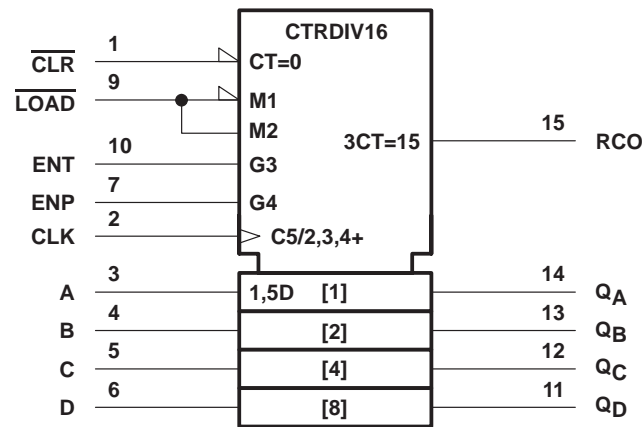 CTRDIV16
CLR 1 CT=0
LOAD 9 M1
M2
3CT=15 15 RCO
ENT 10 G3
ENP 7 G4
CLK 2 C5/2,3,4+
A 3 1,5D [1] 14 QA
B 4 [2] 13 QB
C 5 [4] 12 QC
D 6 [8] 11 QD